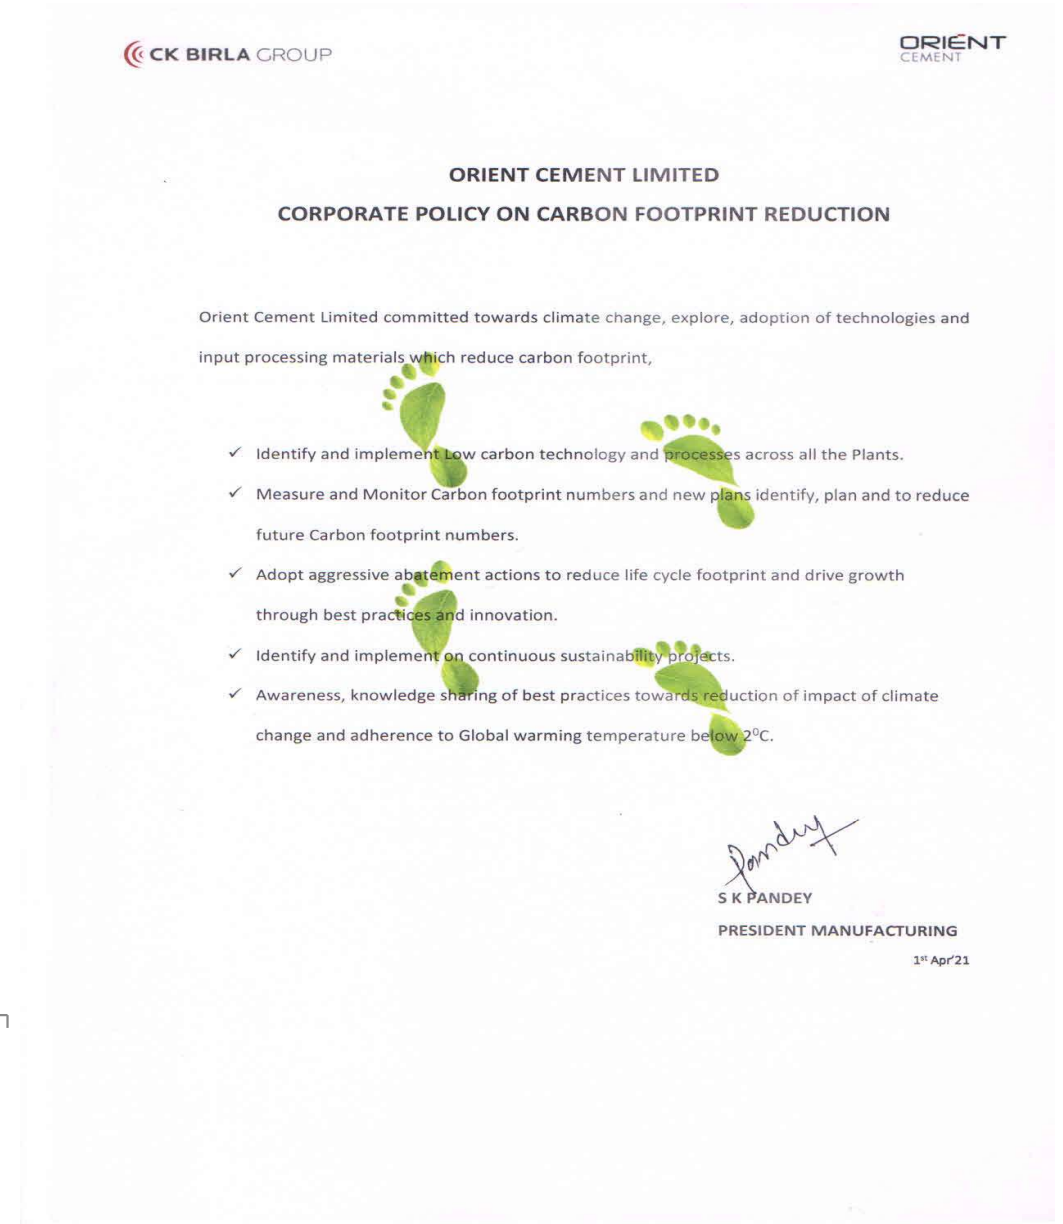 CK BIRLA GROUP
ORIENT
CEMENT
ORIENT CEMENT LIMITED
CORPORATE POLICY ON CARBON FOOTPRINT REDUCTION
Orient Cement Limited committed towards climate change, explore, adoption of technologies and
input processing materials which reduce carbon footprint,
✓ Identify and implement Low carbon technology and processes across all the Plants.
✓ Measure and Monitor Carbon footprint numbers and new plans identify, plan and to reduce
future Carbon footprint numbers.
✓ Adopt aggressive abatement actions to reduce life cycle footprint and drive growth
through best practices and innovation.
✓ Identify and implement on continuous sustainability projects.
✓ Awareness, knowledge sharing of best practices towards reduction of impact of climate
change and adherence to Global warming temperature below 2⁰C.
Pandey
S K PANDEY
PRESIDENT MANUFACTURING
1st Apr'21